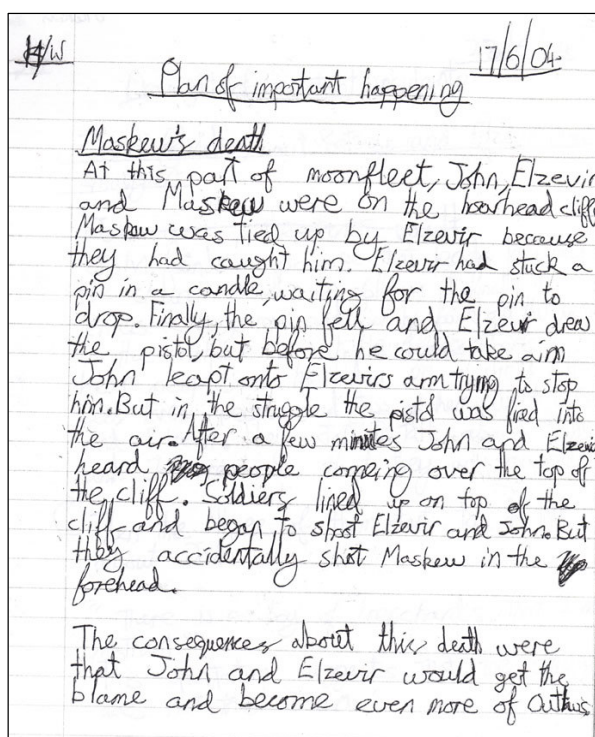 H/W
17/6/04
Plan of important happening
Maskew's death
At this part of moonfleet, John, Elzevir
and Maskew were on the hoarhead cliff
Maskew was tied up by Elzevir because
they had caught him. Elzevir had stuck a
pin in a candle, waiting for the pin to
drop. Finally, the pin fell and Elzevir drew
the pistol, but before he could take aim
John leapt onto Elzevirs arm trying to stop
him. But in the struggle the pistol was fired into
the air. After a few minutes John and Elzevir
heard people comeing over the top of
the cliff. Soldiers lined up on top of the
cliff and began to shoot Elzevir and John. But
they accidentally shot Maskew in the
forehead.
The consequences about this death were
that John and Elzevir would get the
blame and become even more of Outlws